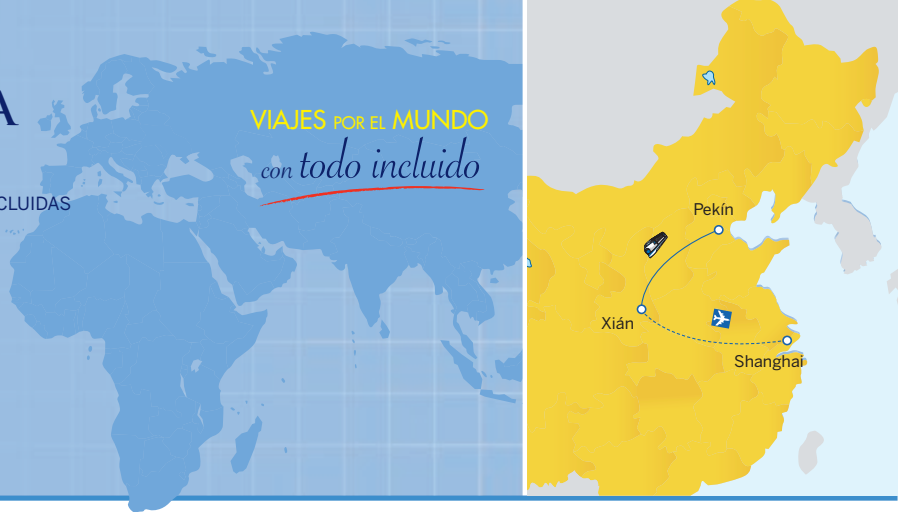 A
VIAJES POR EL MUNDO
con todo incluido
CLUIDAS
Pekín
Xián
Shanghai